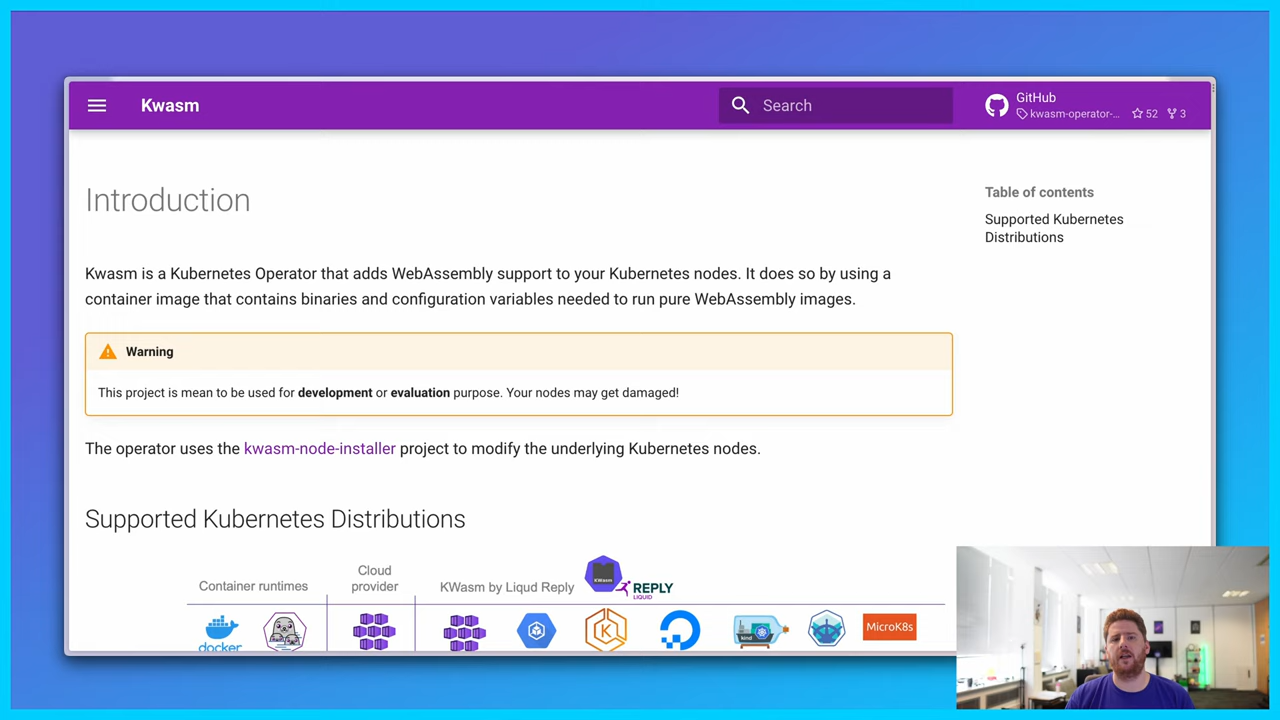 Kwasm
Search
GitHub
kwasm-operator-...
52
3
Introduction
Table of contents
Supported Kubernetes
Distributions
Kwasm is a Kubernetes Operator that adds WebAssembly support to your Kubernetes nodes. It does so by using a
container image that contains binaries and configuration variables needed to run pure WebAssembly images.
Warning
This project is mean to be used for development or evaluation purpose. Your nodes may get damaged!
The operator uses the kwasm-node-installer project to modify the underlying Kubernetes nodes.
Supported Kubernetes Distributions
Container runtimes
Cloud
provider
KWasm by Liqud Reply
KWasm
REPLY
LIQUID
docker
kind
MicroK8s